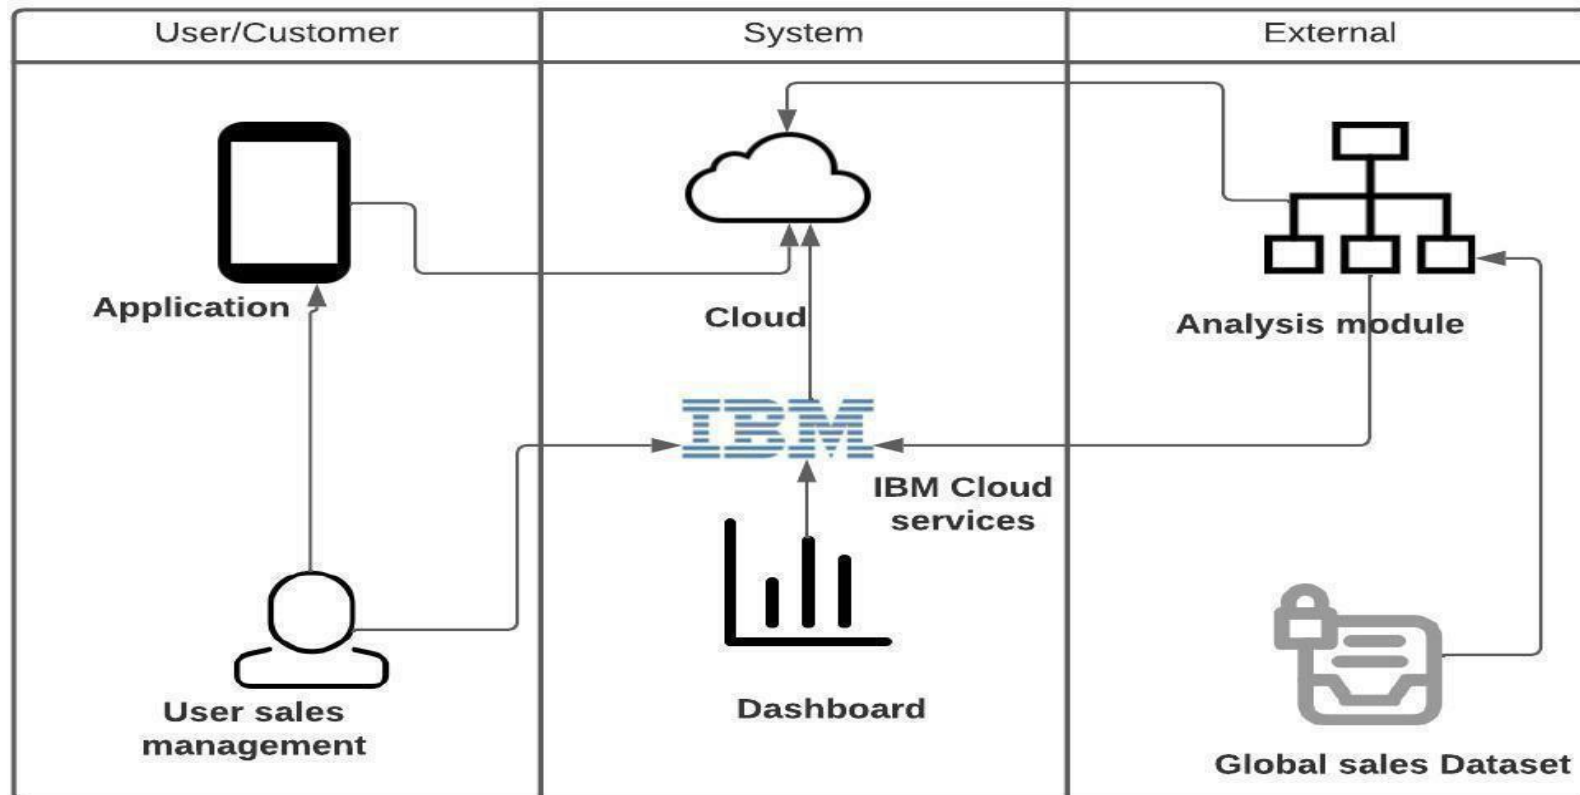 User/Customer
System
External
Application
Cloud
Analysis module
IBM
IBM Cloud
services
User sales
management
Dashboard
Global sales Dataset